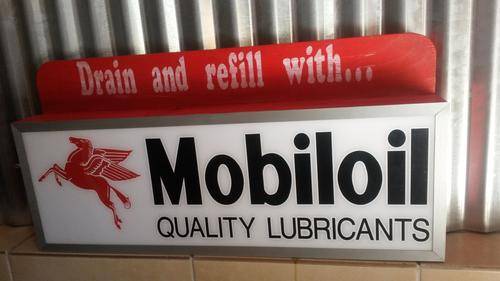 Drain and refill with...
Mobiloil
QUALITY LUBRICANTS